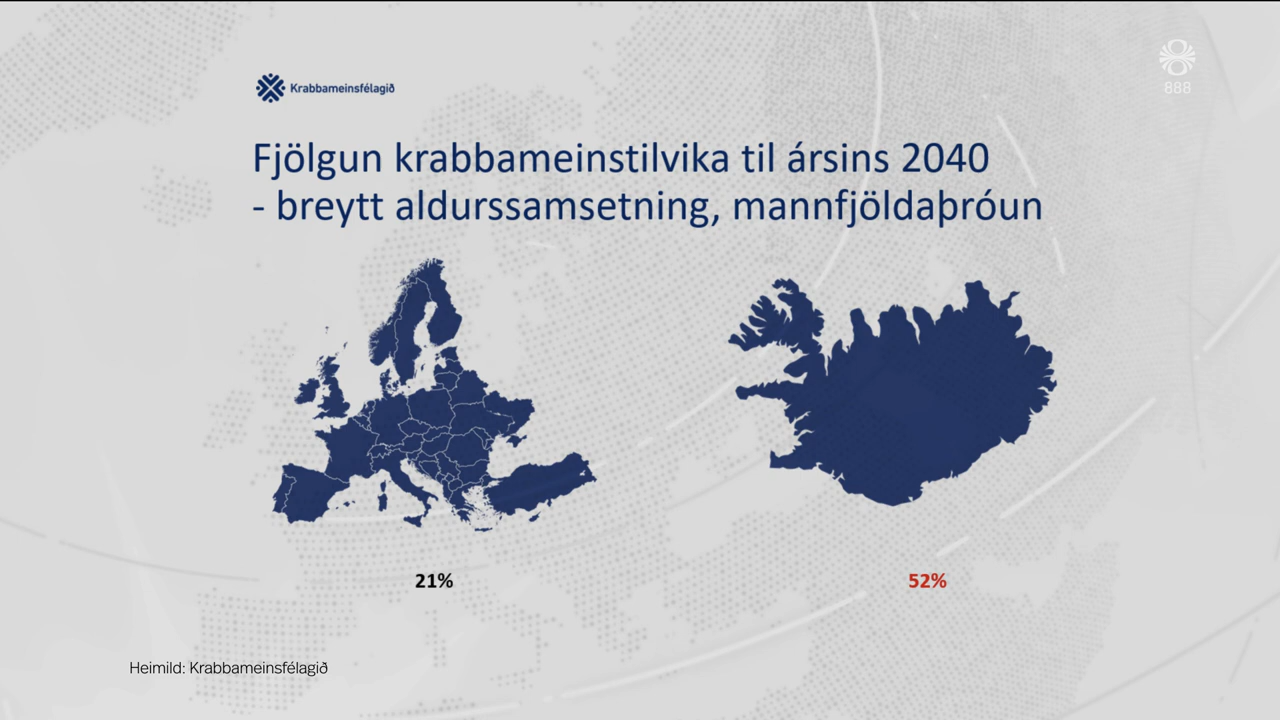 Krabbameinsfélagið
888
Fjölgun krabbameinstilvika til ársins 2040
- breytt aldurssamsetning, mannfjöldaþróun
21%
52%
Heimild: Krabbameinsfélagið